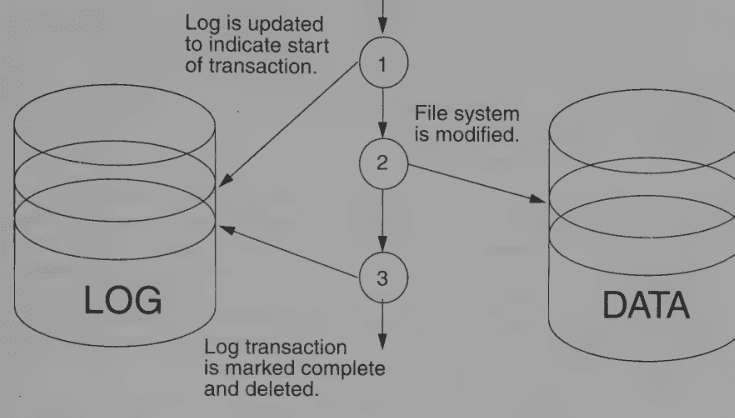 Log is updated
to indicate start
of transaction.
1
File system
is modified.
2
3
LOG
DATA
Log transaction
is marked complete
and deleted.